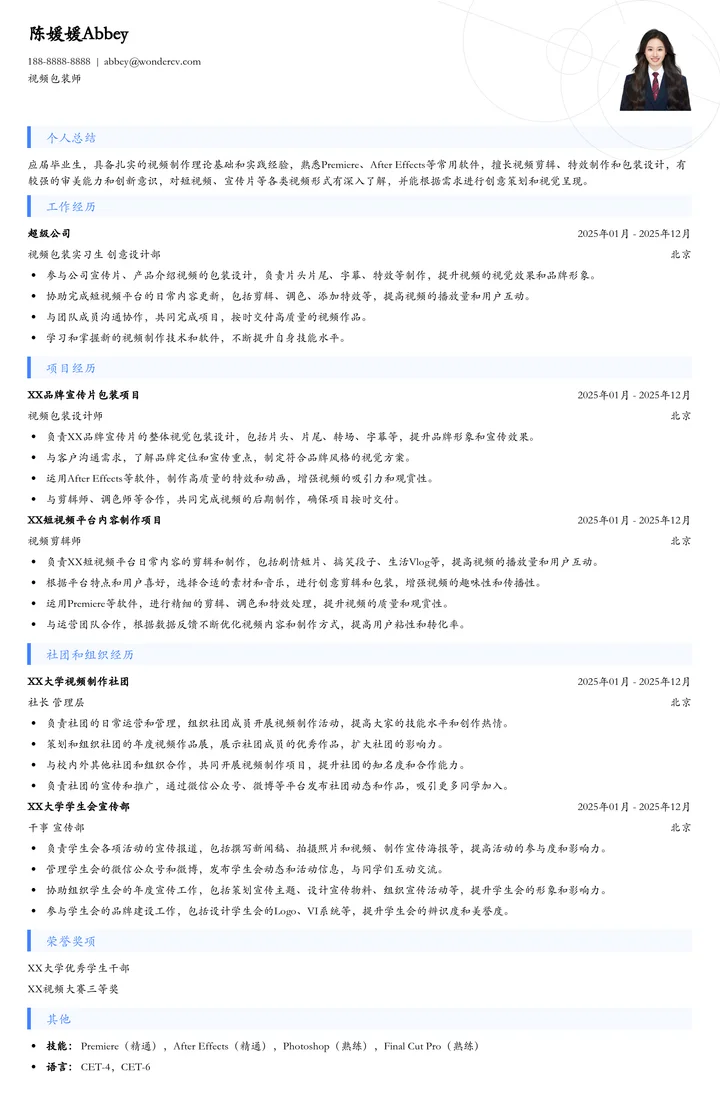 陈媛媛Abbey
188-8888-8888 | abbey@wondercv.com
视频包装师
个人总结
应届毕业生，具备扎实的视频制作理论基础和实践经验，熟悉Premiere、After Effects等常用软件，擅长视频剪辑、特效制作和包装设计，有
较强的审美能力和创新意识，对短视频、宣传片等各类视频形式有深入了解，并能根据需求进行创意策划和视觉呈现。
工作经历
超级公司 2025年01月 - 2025年12月
视频包装实习生 创意设计部 北京
• 参与公司宣传片、产品介绍视频的包装设计，负责片头片尾、字幕、特效等制作，提升视频的视觉效果和品牌形象。
• 协助完成短视频平台的日常内容更新，包括剪辑、调色、添加特效等，提高视频的播放量和用户互动。
• 与团队成员沟通协作，共同完成项目，按时交付高质量的视频作品。
• 学习和掌握新的视频制作技术和软件，不断提升自身技能水平。
项目经历
XX品牌宣传片包装项目 2025年01月 - 2025年12月
视频包装设计师 北京
• 负责XX品牌宣传片的整体视觉包装设计，包括片头、片尾、转场、字幕等，提升品牌形象和宣传效果。
• 与客户沟通需求，了解品牌定位和宣传重点，制定符合品牌风格的视觉方案。
• 运用After Effects等软件，制作高质量的特效和动画，增强视频的吸引力和观赏性。
• 与剪辑师、调色师等合作，共同完成视频的后期制作，确保项目按时交付。
XX短视频平台内容制作项目 2025年01月 - 2025年12月
视频剪辑师 北京
• 负责XX短视频平台日常内容的剪辑和制作，包括剧情短片、搞笑段子、生活Vlog等，提高视频的播放量和用户互动。
• 根据平台特点和用户喜好，选择合适的素材和音乐，进行创意剪辑和包装，增强视频的趣味性和传播性。
• 运用Premiere等软件，进行精细的剪辑、调色和特效处理，提升视频的质量和观赏性。
• 与运营团队合作，根据数据反馈不断优化视频内容和制作方式，提高用户粘性和转化率。
社团和组织经历
XX大学视频制作社团 2025年01月 - 2025年12月
社长 管理层 北京
• 负责社团的日常运营和管理，组织社团成员开展视频制作活动，提高大家的技能水平和创作热情。
• 策划和组织社团的年度视频作品展，展示社团成员的优秀作品，扩大社团的影响力。
• 与校内外其他社团和组织合作，共同开展视频制作项目，提升社团的知名度和合作能力。
• 负责社团的宣传和推广，通过微信公众号、微博等平台发布社团动态和作品，吸引更多同学加入。
XX大学学生会宣传部 2025年01月 - 2025年12月
干事 宣传部 北京
• 负责学生会各项活动的宣传报道，包括撰写新闻稿、拍摄照片和视频、制作宣传海报等，提高活动的参与度和影响力。
• 管理学生会的微信公众号和微博，发布学生会动态和活动信息，与同学们互动交流。
• 协助组织学生会的年度宣传工作，包括策划宣传主题、设计宣传物料、组织宣传活动等，提升学生会的形象和影响力。
• 参与学生会的品牌建设工作，包括设计学生会的Logo、VI系统等，提升学生会的辨识度和美誉度。
荣誉奖项
XX大学优秀学生干部
XX视频大赛三等奖
其他
• 技能： Premiere（精通）, After Effects（精通）, Photoshop（熟练）, Final Cut Pro（熟练）
• 语言： CET-4，CET-6